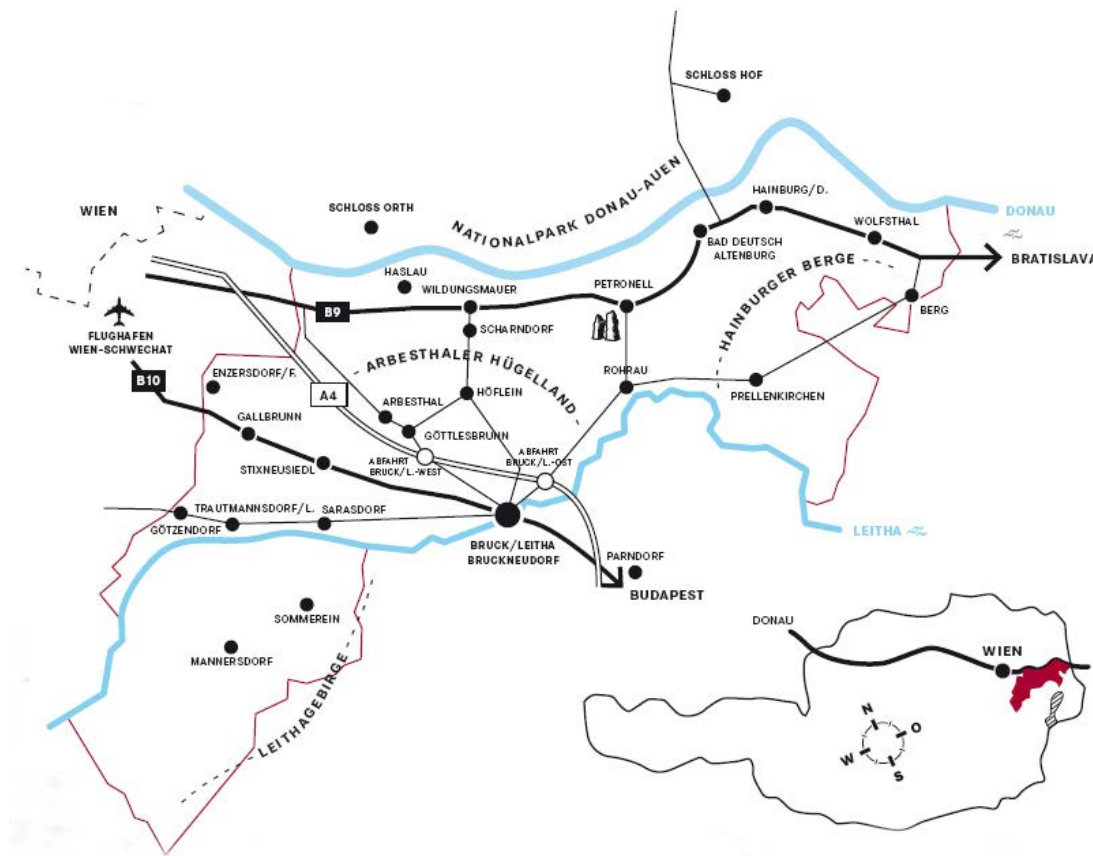 SCHLOSS HOF
NATIONALPARK DONAU-AUEN
WIEN
SCHLOSS ORTH
HAINBURG/D.
DONAU
WOLFSTHAL
BAD DEUTSCH
ALTENBURG
BRATISLAVA
HASLAU
WILDUNGSMAUER
PETRONELL
HAINBURGER BERGE
BERG
B9
FLUGHAFEN
WIEN-SCHWECHAT
SCHARNDORF
ARBESTHALER HÜGELLAND
B10
ENZERSDORF/F.
A4
HÖFLEIN
ROHRAU
PRELLENKIRCHEN
ARBESTHAL
GALLBRUNN
GÖTTLESBRUNN
STIXNEUSIEDL
ABFAHRT
BRUCK/L.-WEST
ABFAHRT
BRUCK/L.-OST
TRAUTMANNSDORF/L.
SARASDORF
GÖTZENDORF
LEITHA
BRUCK/LEITHA
BRUCKNEUDORF
PARNDORF
BUDAPEST
SOMMEREIN
MANNERSDORF
LEITHAGEBIRGE
DONAU
WIEN
N
O
W
S